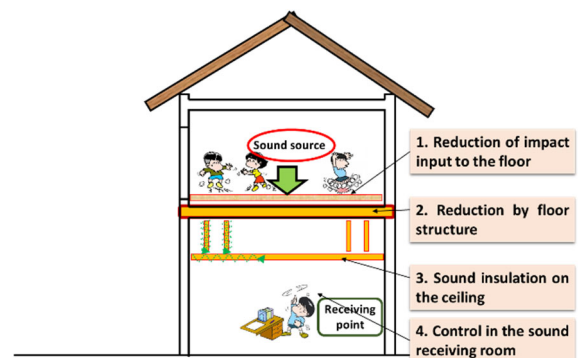 Sound source
1. Reduction of impact
input to the floor
2. Reduction by floor
structure
3. Sound insulation on
the ceiling
Receiving
point
4. Control in the sound
receiving room